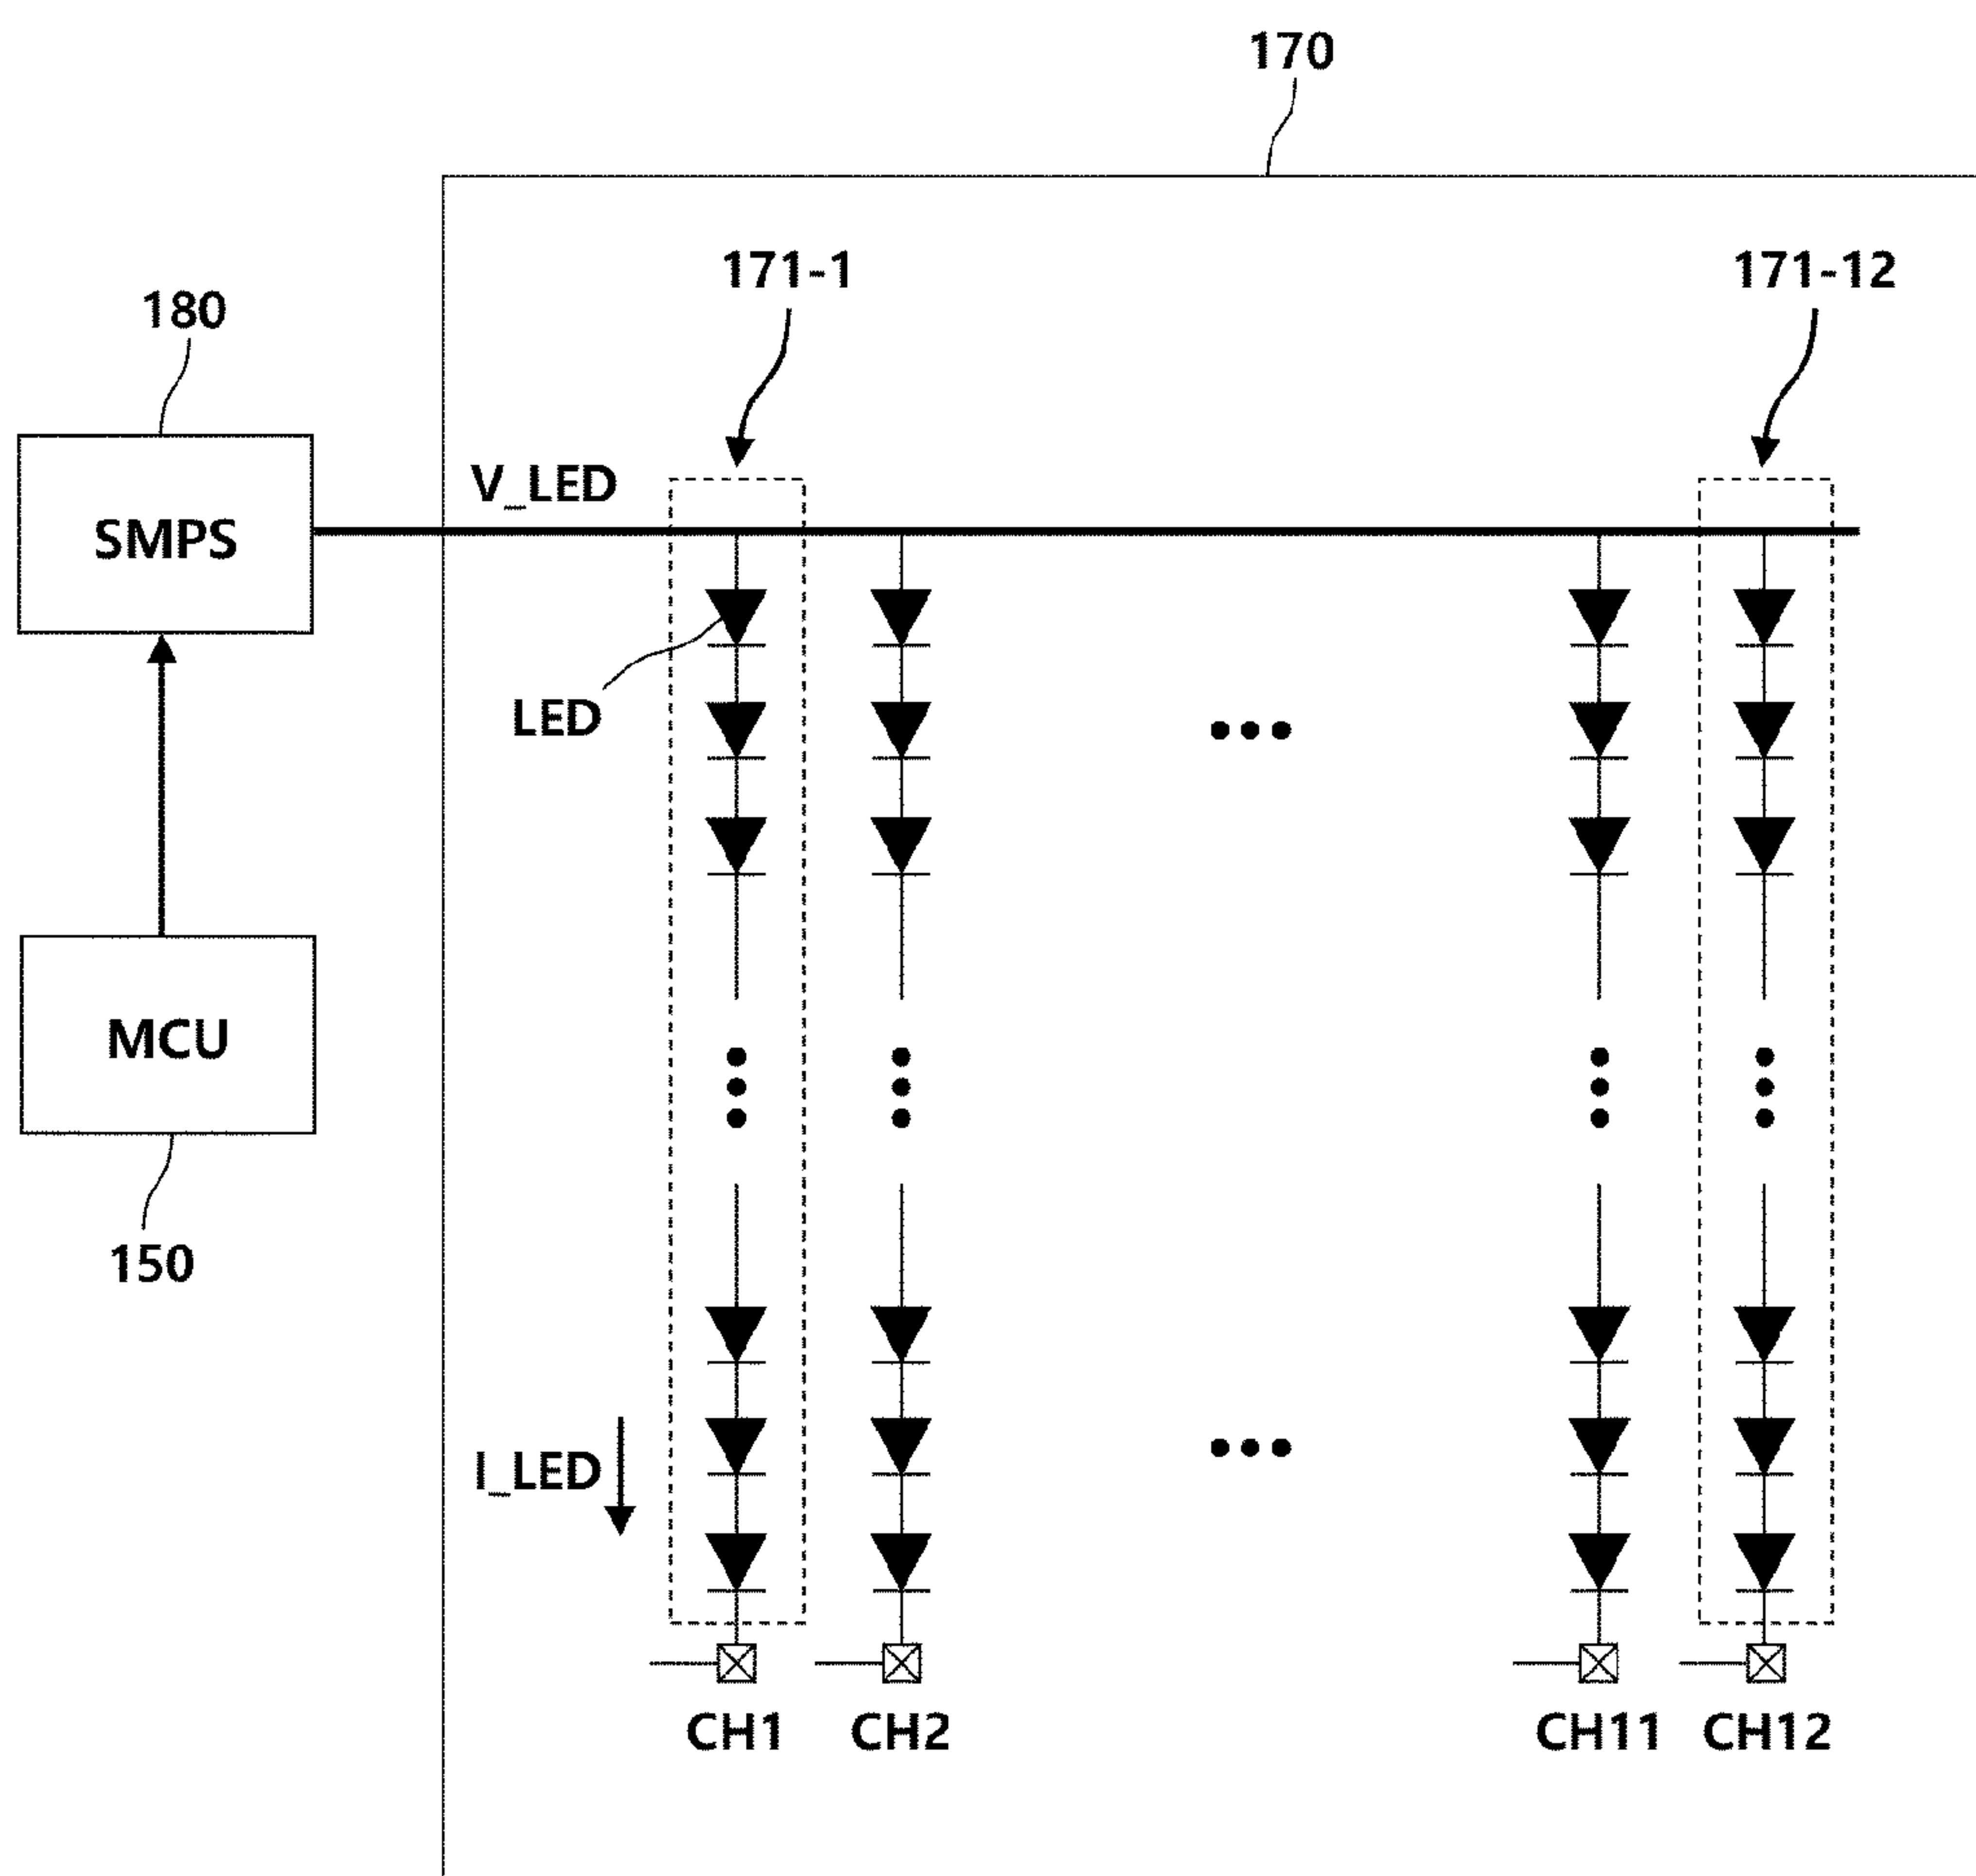 170
171-1
171-12
180
V_LED
SMPS
LED
MCU
150
I_LED
CH1
CH2
CH11
CH12